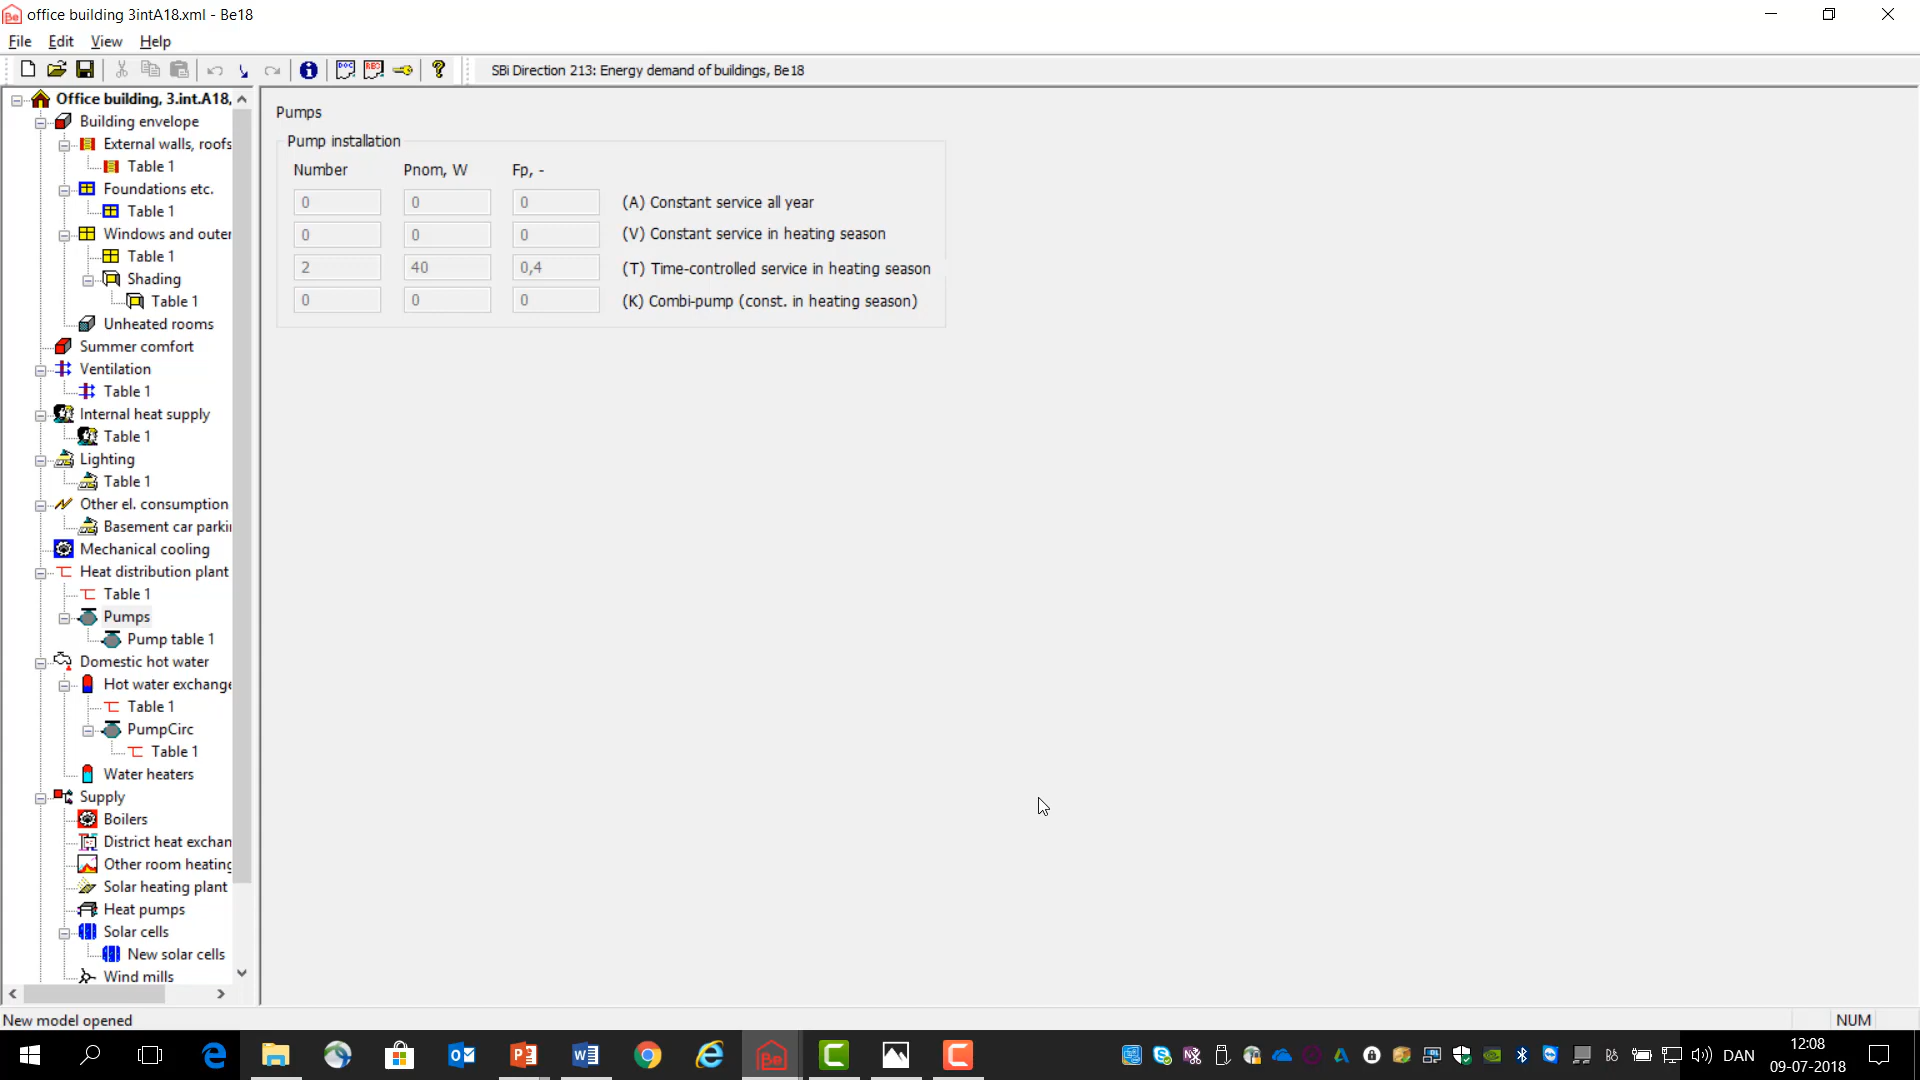 office building 3intA18.xml - Be18
File Edit View Help
SBi Direction 213: Energy demand of buildings, Be18
Office building, 3.int.A18,
Building envelope
External walls, roofs
Table 1
Foundations etc.
Table 1
Windows and outer
Table 1
Shading
Table 1
Unheated rooms
Summer comfort
Ventilation
Table 1
Internal heat supply
Table 1
Lighting
Table 1
Other el. consumption
Basement car parki
Mechanical cooling
Heat distribution plant
Table 1
Pumps
Pump table 1
Domestic hot water
Hot water exchange
Table 1
PumpCirc
Table 1
Water heaters
Supply
Boilers
District heat exchan
Other room heating
Solar heating plant
Heat pumps
Solar cells
New solar cells
Wind mills
Pumps
Pump installation
Number Pnom, W Fp, -
0 0 0 (A) Constant service all year
0 0 0 (V) Constant service in heating season
2 40 0,4 (T) Time-controlled service in heating season
0 0 0 (K) Combi-pump (const. in heating season)
New model opened
NUM
DAN
12:08
09-07-2018